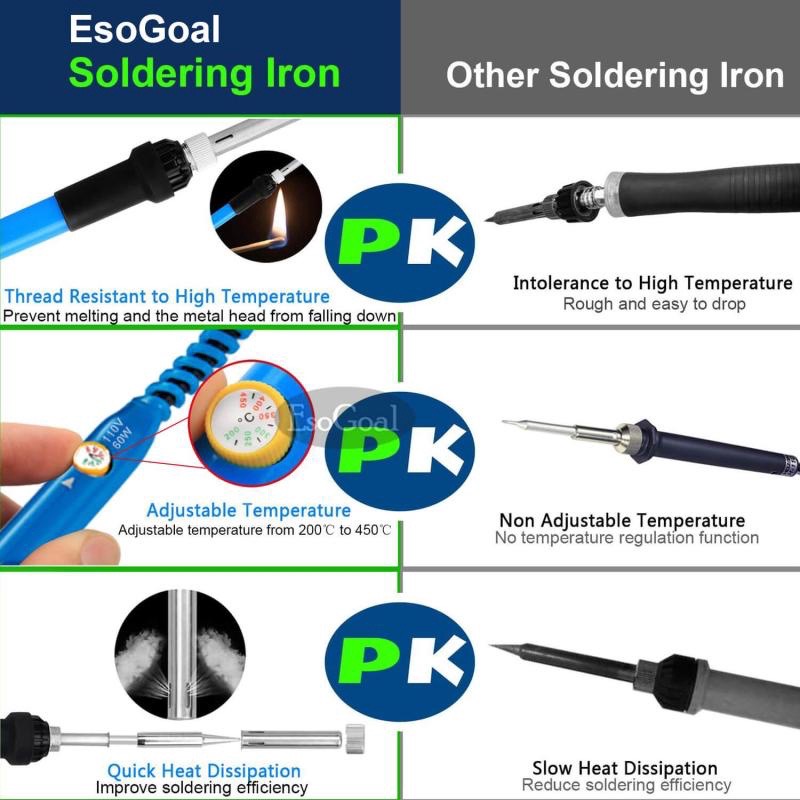 EsoGoal
Soldering Iron
Other Soldering Iron
PK
Thread Resistant to High Temperature
Prevent melting and the metal head from falling down
Intolerance to High Temperature
Rough and easy to drop
110V
60W
450
400
350
300
250
200
EsoGoal
PK
Adjustable Temperature
Adjustable temperature from 200℃ to 450℃
Non Adjustable Temperature
No temperature regulation function
PK
Quick Heat Dissipation
Improve soldering efficiency
Slow Heat Dissipation
Reduce soldering efficiency